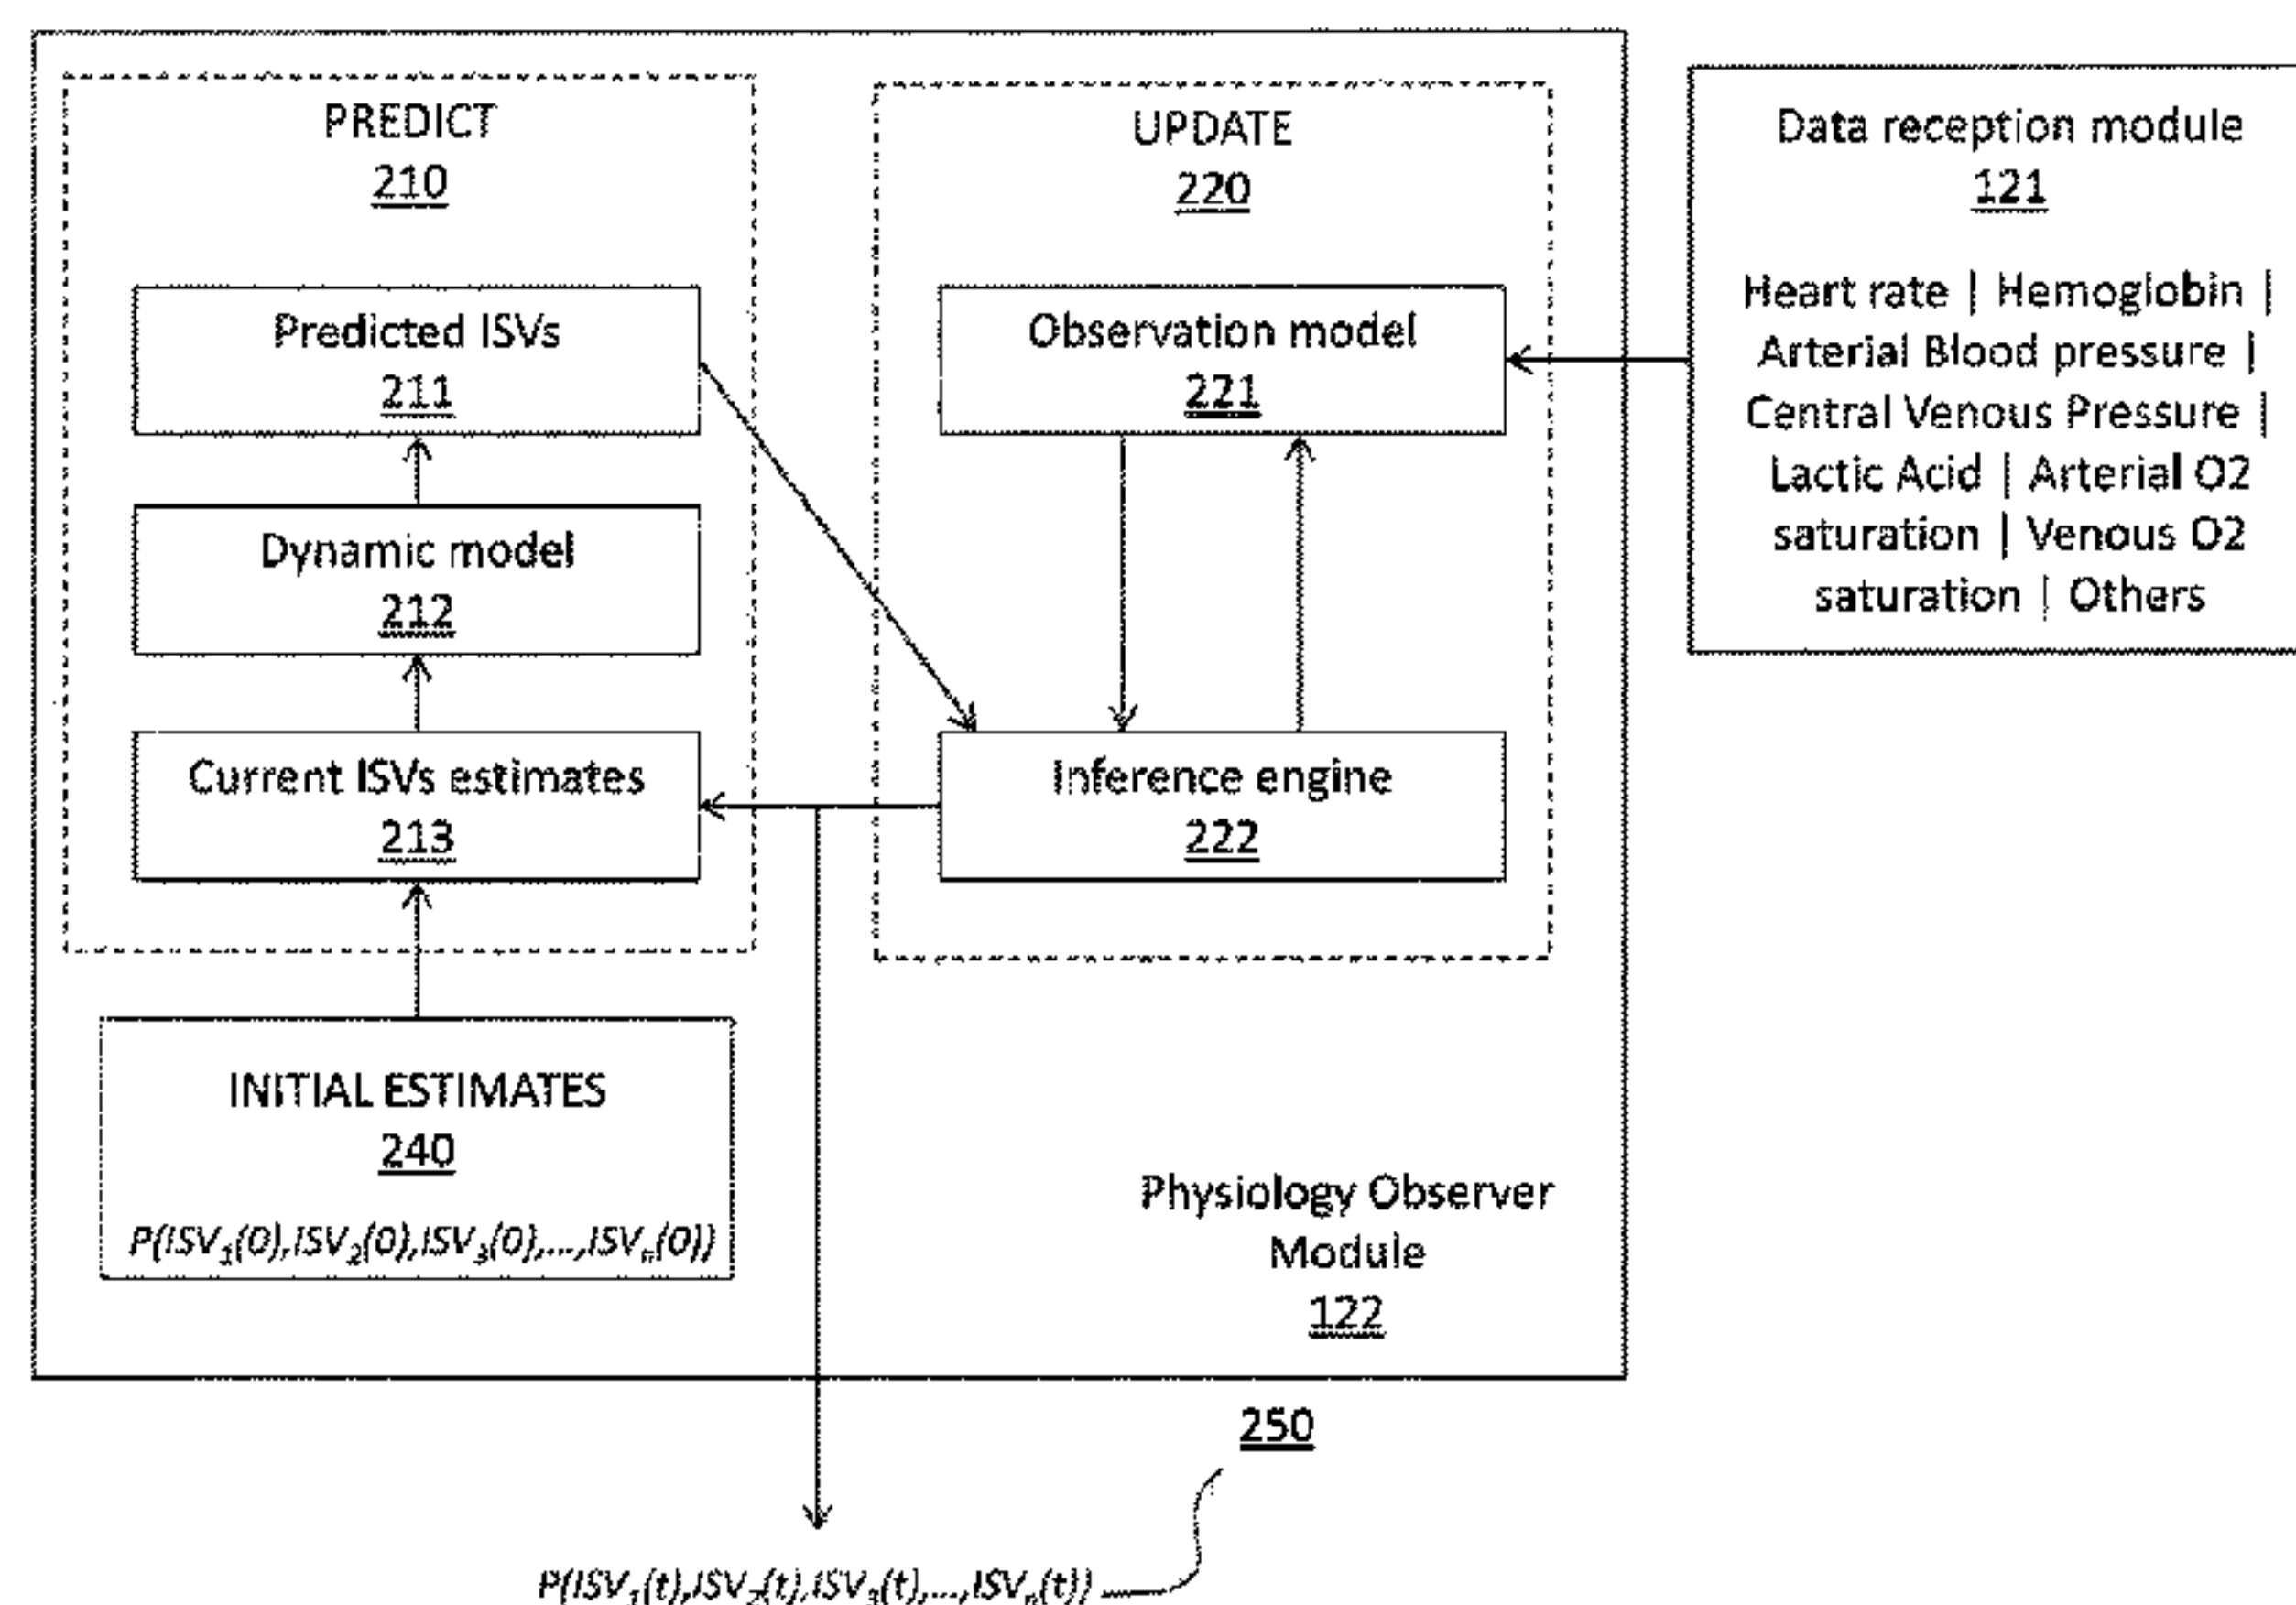 PREDICT
210
Predicted ISVs
211
Dynamic model
212
Current ISVs estimates
213
INITIAL ESTIMATES
240
P(ISV₁(0),ISV₂(0),ISV₃(0),...,ISVₙ(0))
UPDATE
220
Observation model
221
Inference engine
222
Physiology Observer
Module
122
Data reception module
121
Heart rate | Hemoglobin |
Arterial Blood pressure |
Central Venous Pressure |
Lactic Acid | Arterial O2
saturation | Venous O2
saturation | Others
250
P(ISV₁(t),ISV₂(t),ISV₃(t),...,ISVₙ(t))